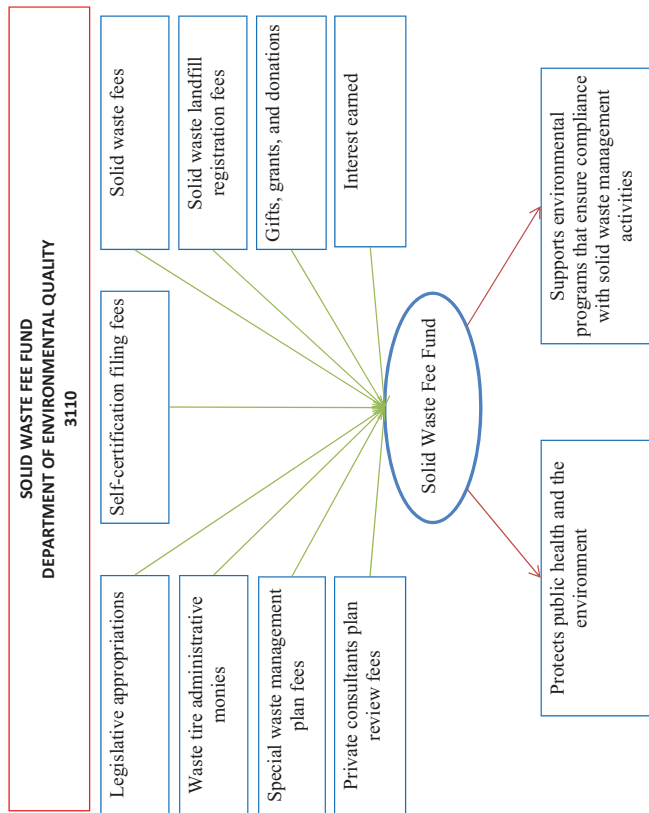 SOLID WASTE FEE FUND
DEPARTMENT OF ENVIRONMENTAL QUALITY
3110
Legislative appropriations
Self-certification filing fees
Solid waste fees
Waste tire administrative
monies
Solid waste landfill
registration fees
Special waste management
plan fees
Gifts, grants, and donations
Private consultants plan
review fees
Interest earned
Solid Waste Fee Fund
Protects public health and the
environment
Supports environmental
programs that ensure compliance
with solid waste management
activities